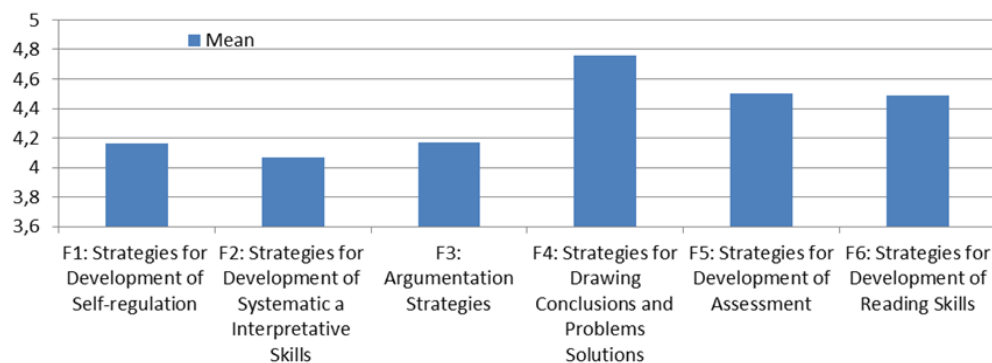 5
4,8
4,6
4,4
4,2
4
3,8
3,6
Mean
F1: Strategies for
Development of
Self-regulation
F2: Strategies for
Development of
Systematic a
Interpretative
Skills
F3:
Argumentation
Strategies
F4: Strategies for
Drawing
Conclusions and
Problems
Solutions
F5: Strategies for
Development of
Assessment
F6: Strategies for
Development of
Reading Skills